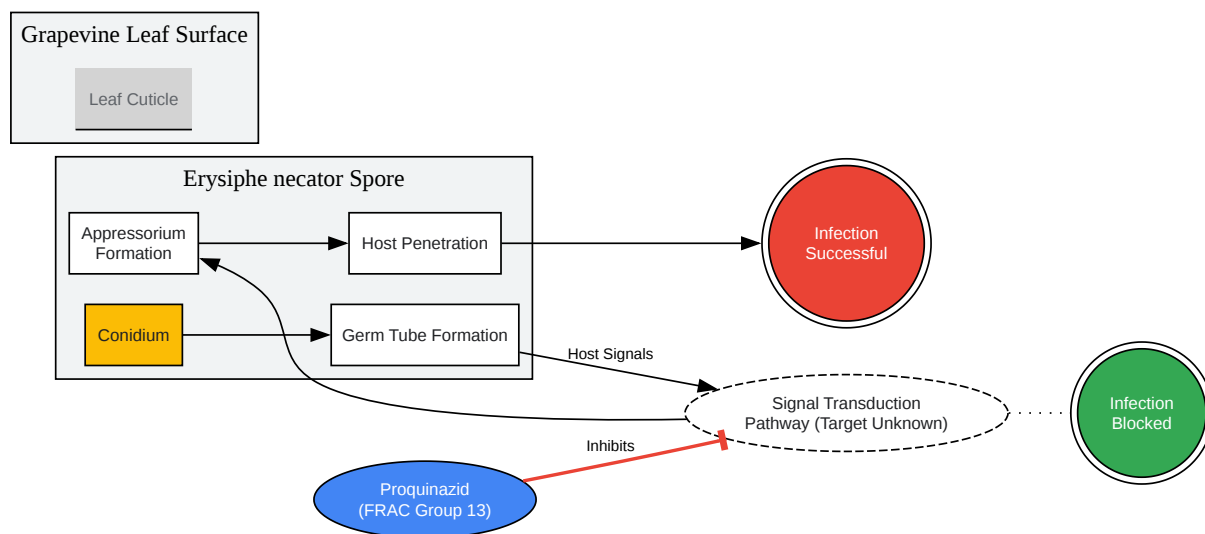 Grapevine Leaf Surface
Leaf Cuticle
Erysiphe necator Spore
Appressorium
Formation
Host Penetration
Infection
Successful
Conidium
Germ Tube Formation
Host Signals
Signal Transduction
Pathway (Target Unknown)
Infection
Blocked
Inhibits
Proquinazid
(FRAC Group 13)